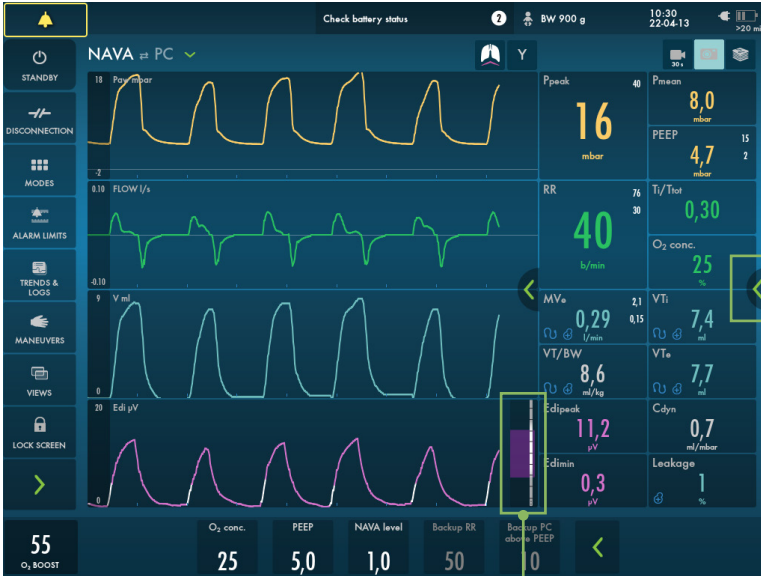 Check battery status
2
BW 900 g
10:30
22-04-13
>20 mi
STANDBY
DISCONNECTION
MODES
ALARM LIMITS
TRENDS &
LOGS
MANEUVERS
VIEWS
LOCK SCREEN
NAVA ⇄ PC
Y
30 s
18 Paw mbar
-2
0.10 FLOW l/s
-0.10
9 V ml
0
20 Edi µV
0
Ppeak
40
16
mbar
Pmean
8,0
mbar
PEEP
15
4,7
2
mbar
RR
76
30
40
b/min
Ti/Ttot
0,30
O2 conc.
25
%
MVe
2,1
0,29
0,15
l/min
VTi
7,4
ml
VT/BW
8,6
ml/kg
VTe
7,7
ml
Edipeak
11,2
µV
Cdyn
0,7
ml/mbar
Edimin
0,3
µV
Leakage
1
%
55
O2 BOOST
O2 conc.
25
PEEP
5,0
NAVA level
1,0
Backup RR
50
Backup PC
above PEEP
10